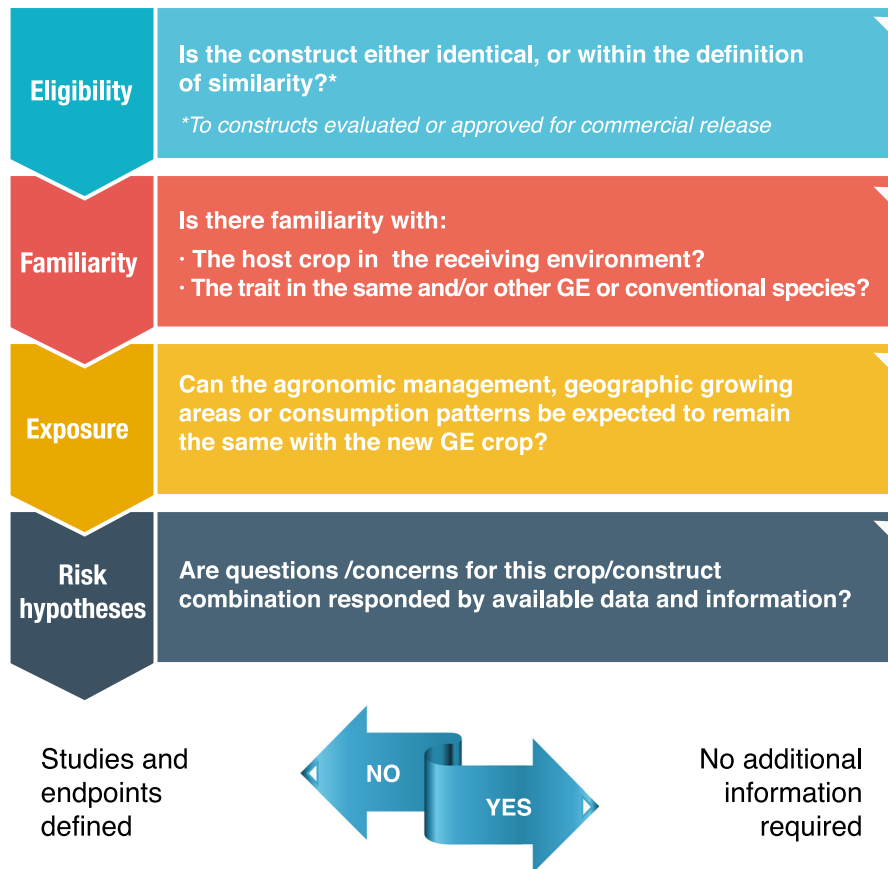 Eligibility
Is the construct either identical, or within the definition
of similarity?*
*To constructs evaluated or approved for commercial release
Familiarity
Is there familiarity with:
· The host crop in the receiving environment?
· The trait in the same and/or other GE or conventional species?
Exposure
Can the agronomic management, geographic growing
areas or consumption patterns be expected to remain
the same with the new GE crop?
Risk
hypotheses
Are questions /concerns for this crop/construct
combination responded by available data and information?
Studies and
endpoints
defined
NO
YES
No additional
information
required